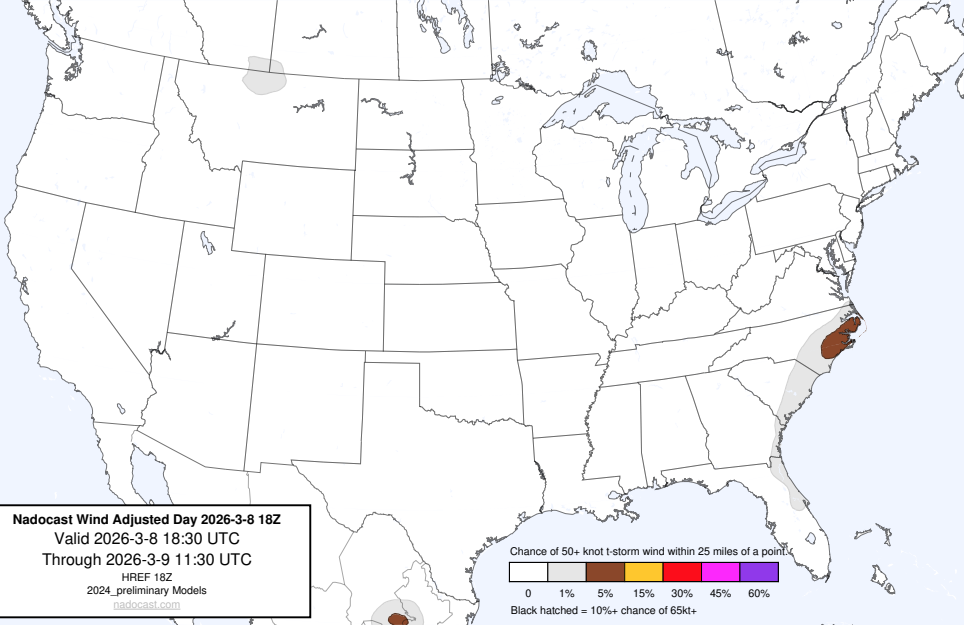 Nadocast Wind Adjusted Day 2026-3-8 18Z
Valid 2026-3-8 18:30 UTC
Through 2026-3-9 11:30 UTC
HREF 18Z
2024_preliminary Models
nadocast.com
Chance of 50+ knot t-storm wind within 25 miles of a point.
0 1% 5% 15% 30% 45% 60%
Black hatched = 10%+ chance of 65kt+